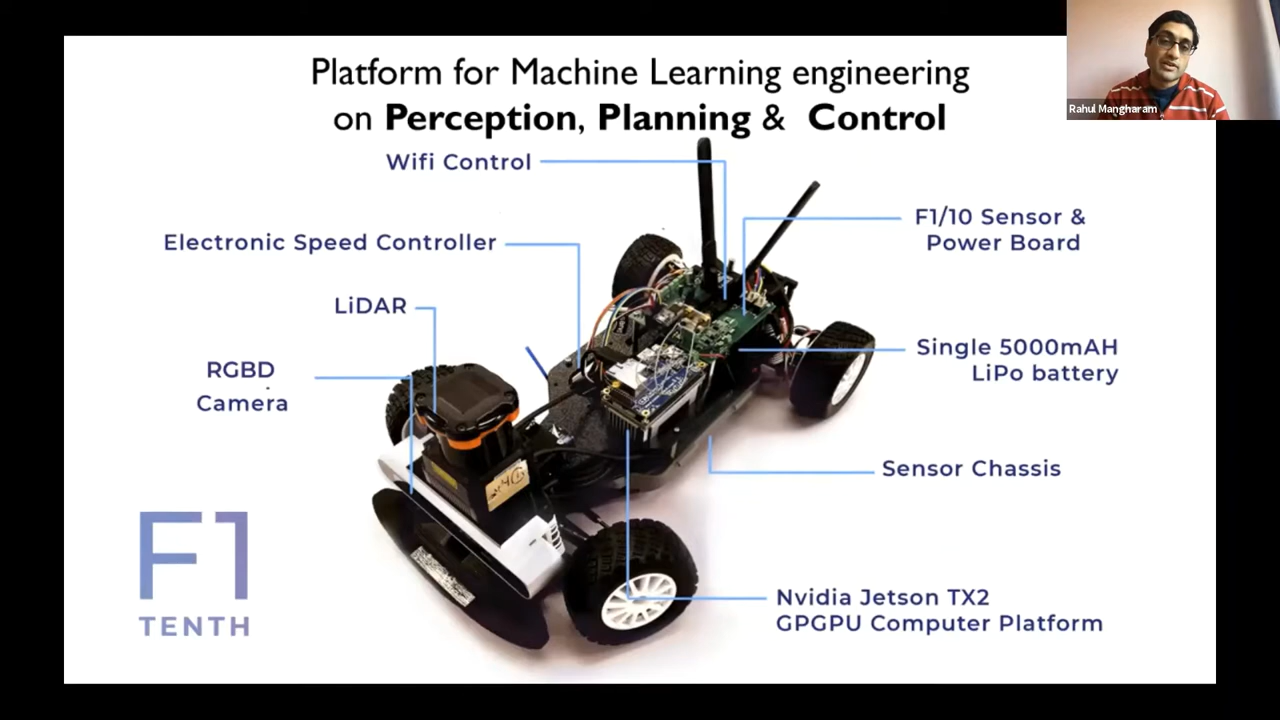 Platform for Machine Learning engineering
on Perception, Planning & Control
Rahul Mangharam
Wifi Control
F1/10 Sensor &
Power Board
Electronic Speed Controller
LiDAR
Single 5000mAH
LiPo battery
RGBD
Camera
Sensor Chassis
F1
TENTH
Nvidia Jetson TX2
GPGPU Computer Platform